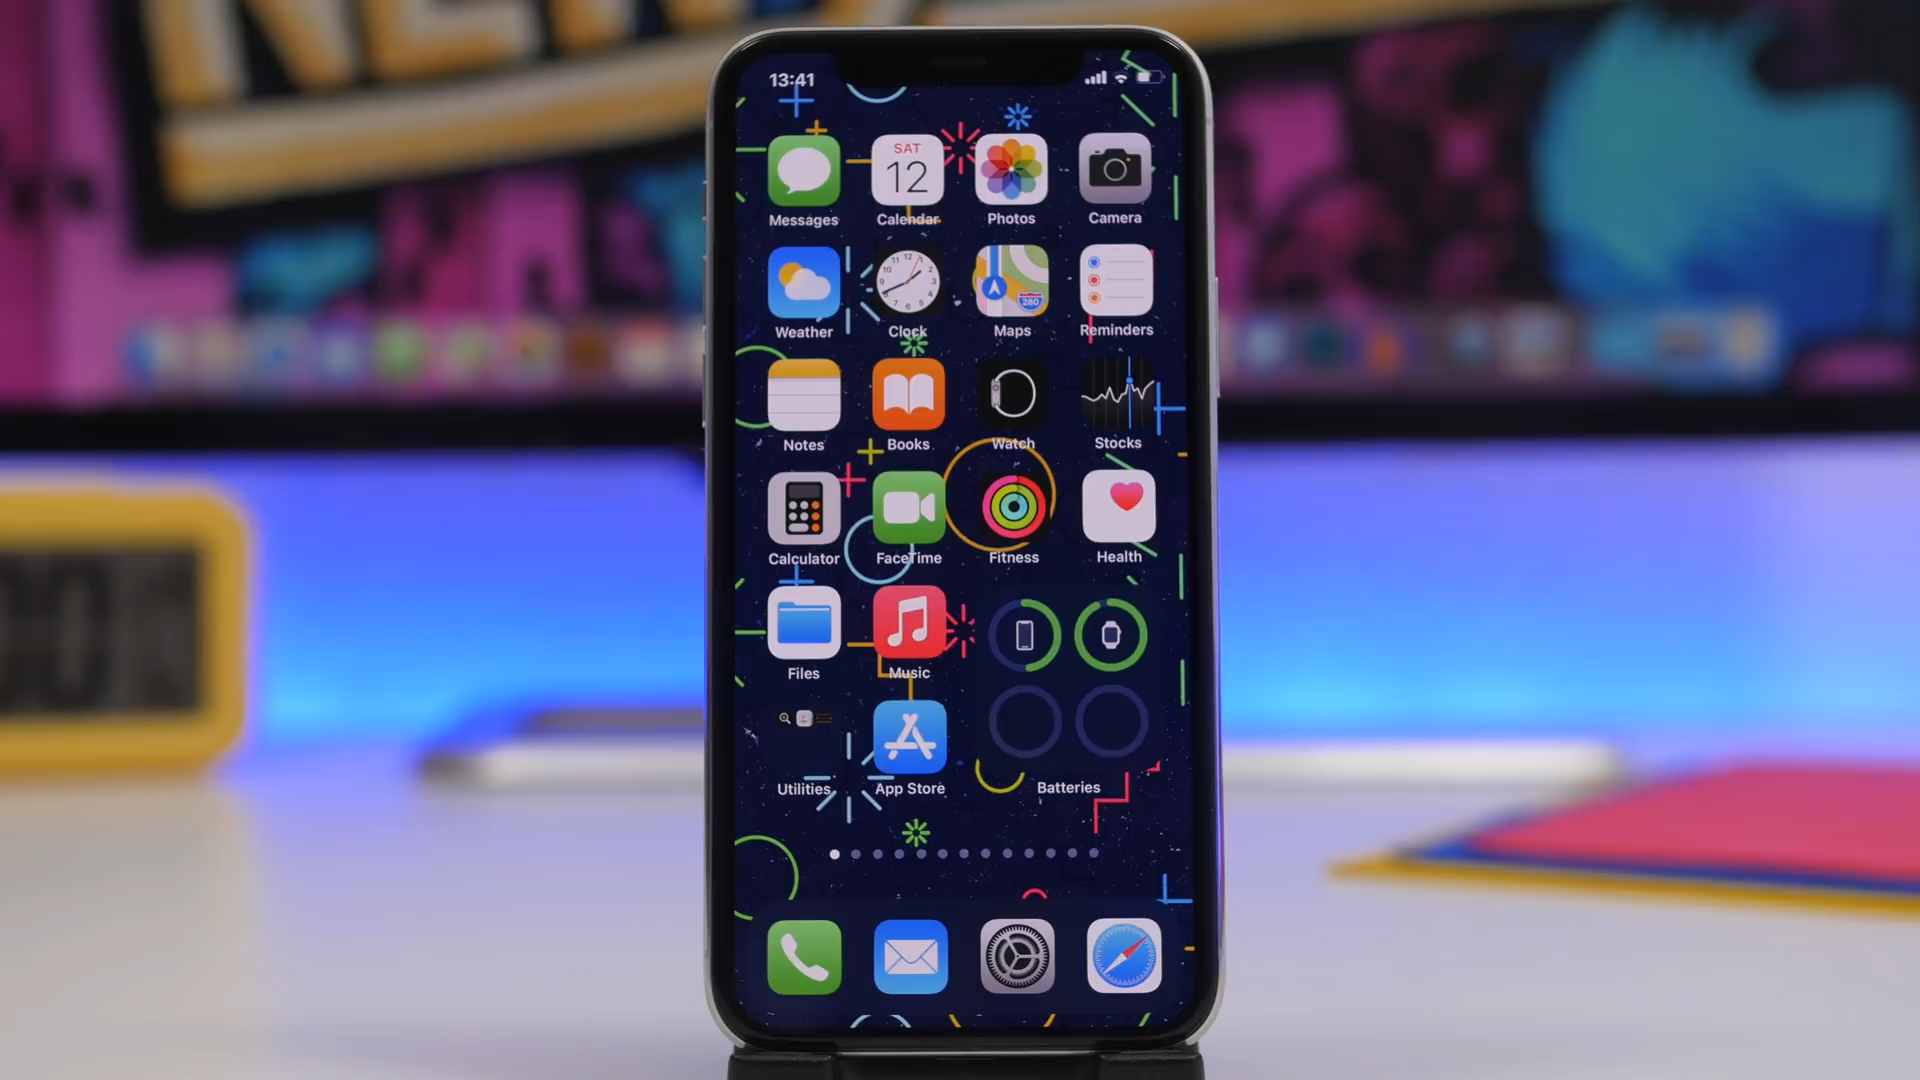 13:41
SAT
12
Messages Calendar Photos Camera
280
Weather Clock Maps Reminders
Notes Books Watch Stocks
Calculator FaceTime Fitness Health
Files Music
Utilities App Store Batteries